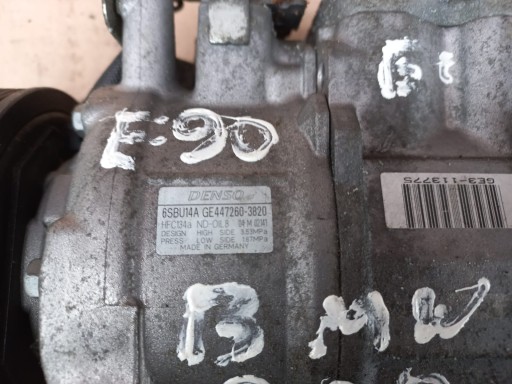 E:90
DENSO
6SBU14A GE447260-3820
HFC134a ND-OIL8
DESIGN HIGH SIDE 3.53MPa
PRESS LOW SIDE 1.67MPa
MADE IN GERMANY
GE3-113775
BMW